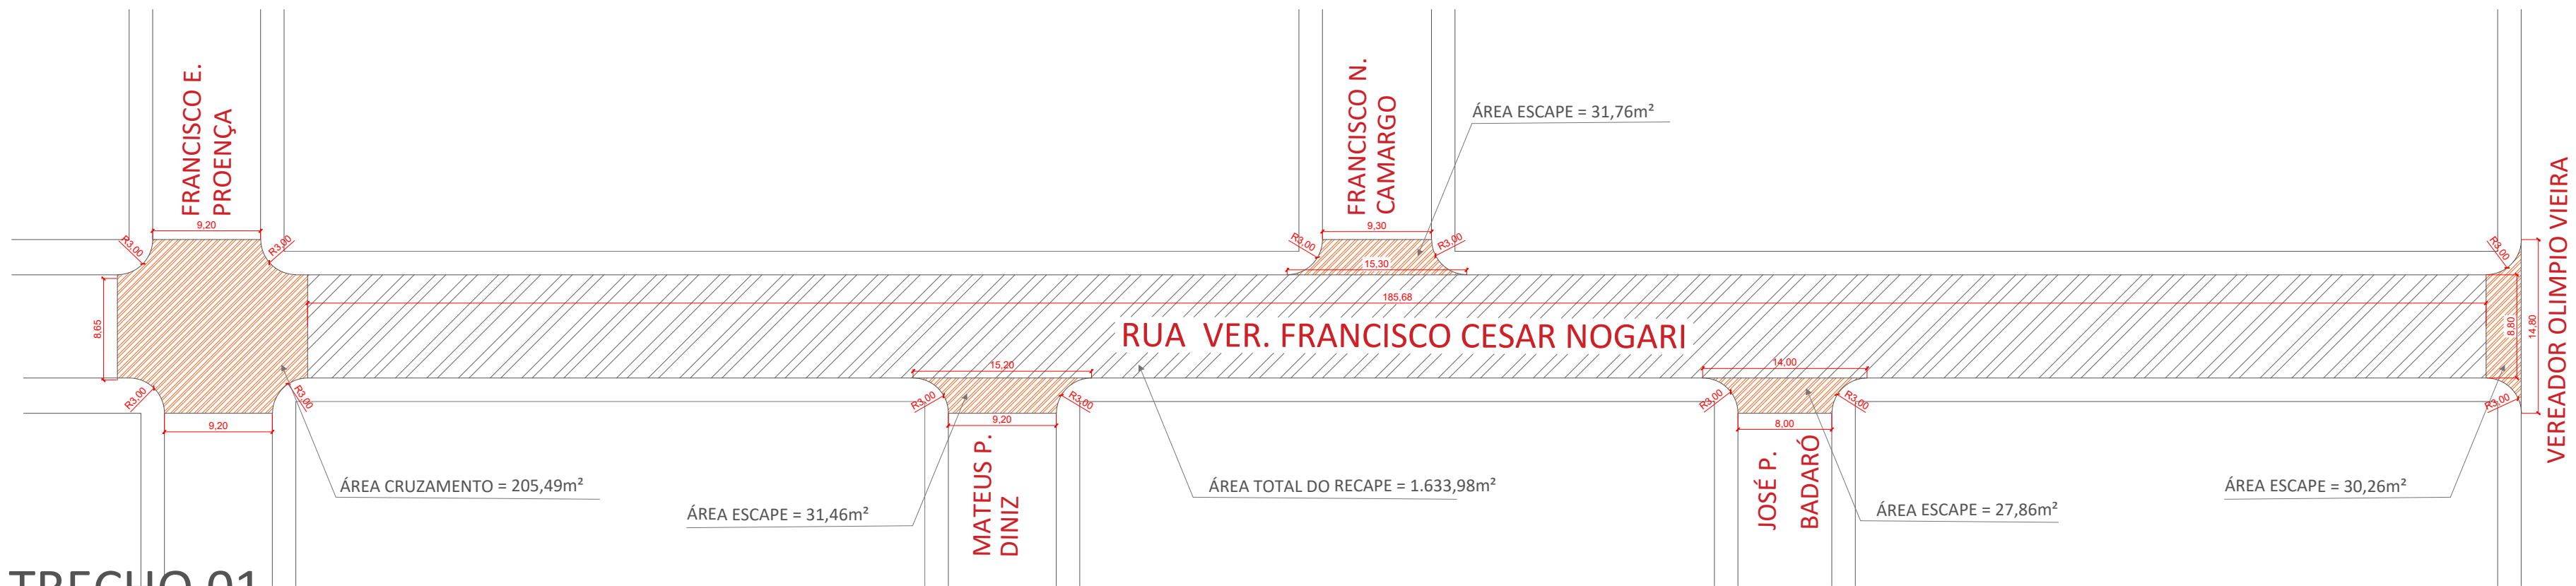 FRANCISCO E.
PROENÇA
FRANCISCO N.
CAMARGO
ÁREA ESCAPE = 31,76m²
VEREADOR OLIMPIO VIEIRA
9,20
R3,00
R3,00
9,30
R3,00
R3,00
15,30
R3,00
185,68
8,65
RUA VER. FRANCISCO CESAR NOGARI
8,80
14,80
15,20
14,00
R3,00
R3,00
R3,00
R3,00
R3,00
R3,00
R3,00
9,20
9,20
8,00
MATEUS P.
DINIZ
JOSÉ P.
BADARÓ
ÁREA CRUZAMENTO = 205,49m²
ÁREA ESCAPE = 31,46m²
ÁREA TOTAL DO RECAPE = 1.633,98m²
ÁREA ESCAPE = 27,86m²
ÁREA ESCAPE = 30,26m²
TRECHO 01